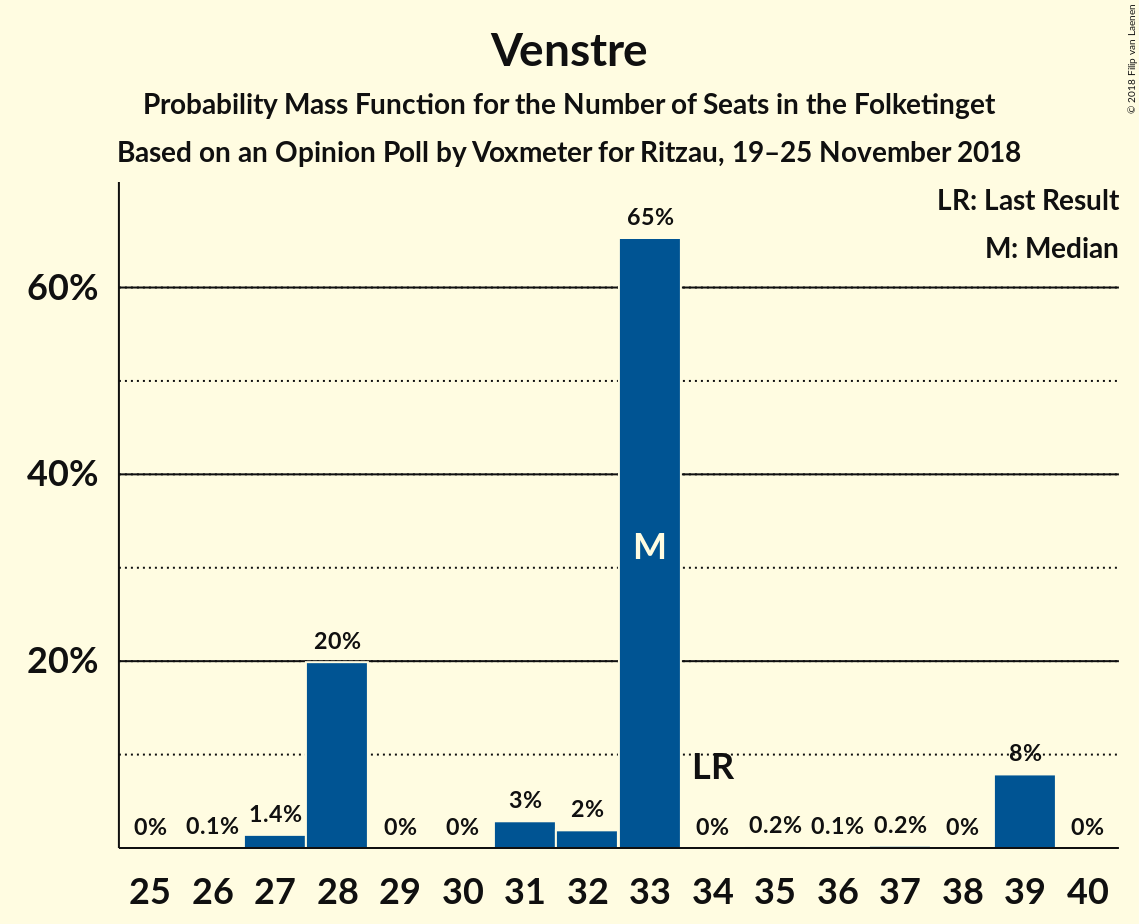 © 2018 Filip van Laenen
Venstre
Probability Mass Function for the Number of Seats in the Folketinget
Based on an Opinion Poll by Voxmeter for Ritzau, 19–25 November 2018
LR: Last Result
M: Median
60%
40%
20%
0%
0.1%
1.4%
20%
0%
0%
3%
2%
65%
M
LR
0%
0.2%
0.1%
0.2%
0%
8%
0%
25 26 27 28 29 30 31 32 33 34 35 36 37 38 39 40